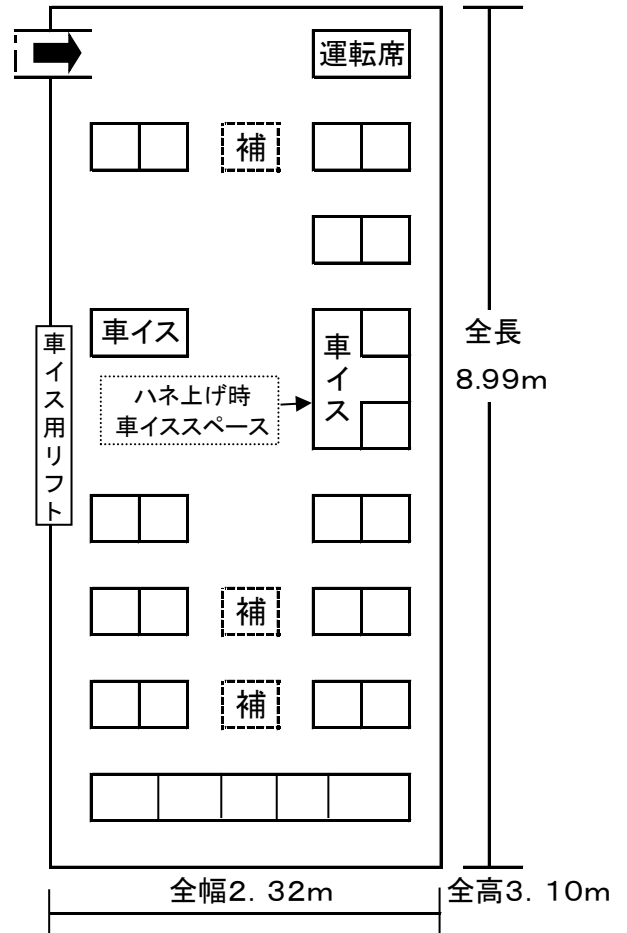 運転席
補
車イス
車イス
全長
8.99m
ハネ上げ時
車イススペース
車イス用リフト
補
補
全幅2．32m
全高3．10m